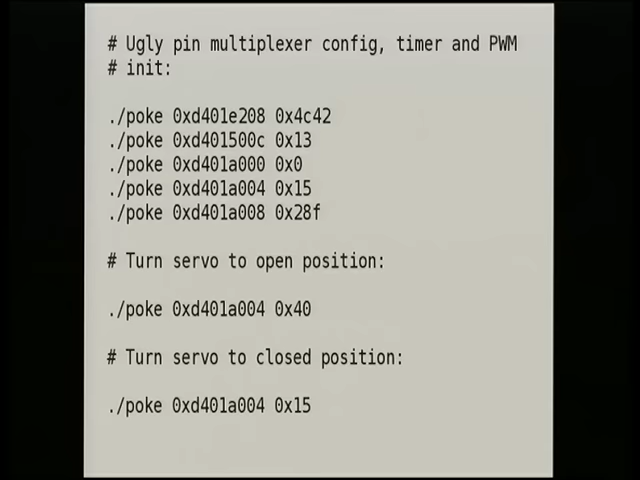 # Ugly pin multiplexer config, timer and PWM
# init:
./poke 0xd401e208 0x4c42
./poke 0xd401500c 0x13
./poke 0xd401a000 0x0
./poke 0xd401a004 0x15
./poke 0xd401a008 0x28f
# Turn servo to open position:
./poke 0xd401a004 0x40
# Turn servo to closed position:
./poke 0xd401a004 0x15